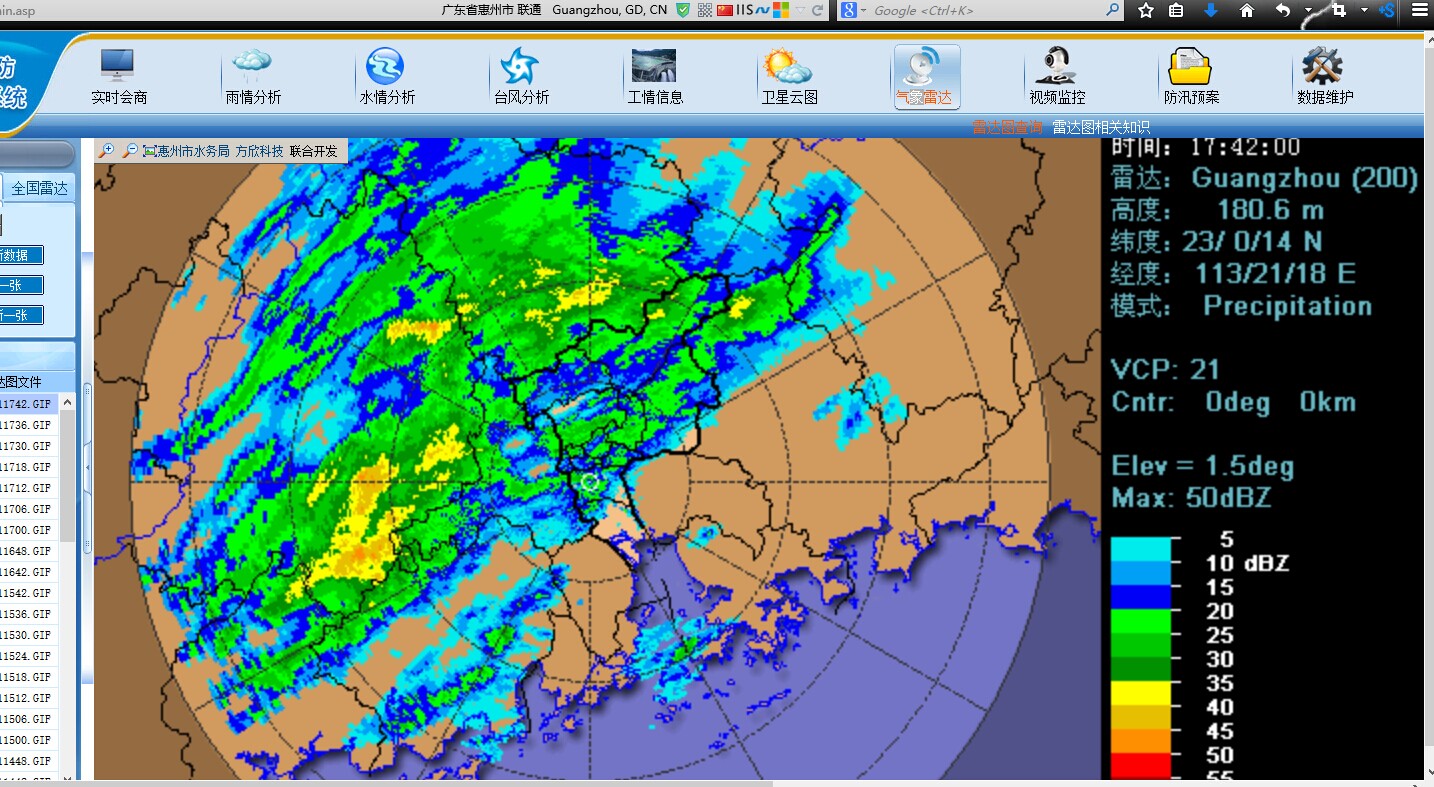 in.asp 广东省惠州市 联通 Guangzhou, GD, CN IIS Google <Ctrl+K>
防
系统
实时会商 雨情分析 水情分析 台风分析 工情信息 卫星云图 气象雷达 视频监控 防汛预案 数据维护
雷达图查询 雷达图相关知识
惠州市水务局 方欣科技 联合开发
全国雷达
新数据
一张
新一张
达图文件
11742.GIF
11736.GIF
11730.GIF
11718.GIF
11712.GIF
11706.GIF
11700.GIF
11648.GIF
11642.GIF
11542.GIF
11536.GIF
11530.GIF
11524.GIF
11518.GIF
11512.GIF
11506.GIF
11500.GIF
11448.GIF
时间: 17:42:00
雷达: Guangzhou (200)
高度: 180.6 m
纬度: 23/ 0/14 N
经度: 113/21/18 E
模式: Precipitation
VCP: 21
Cntr: 0deg 0km
Elev = 1.5deg
Max: 50dBZ
5
10 dBZ
15
20
25
30
35
40
45
50
55